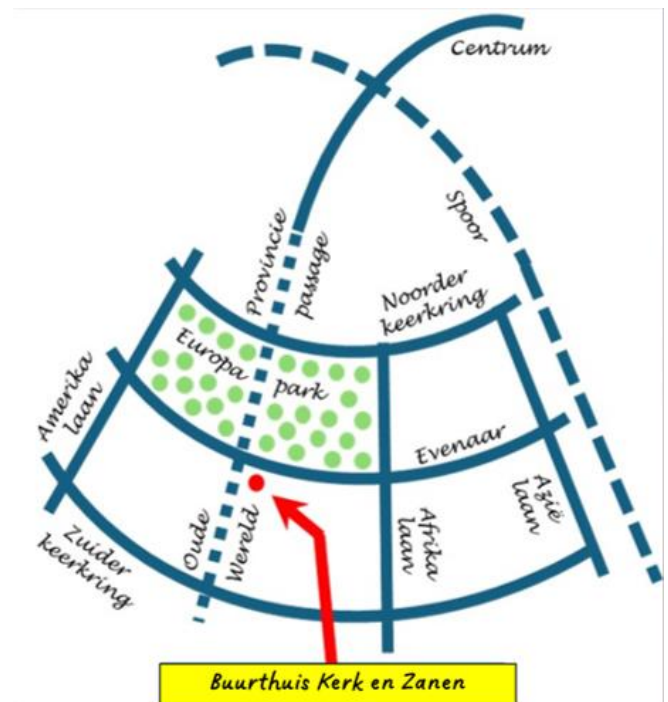 Centrum
Spoor
Provincie
passage
Noorder
keerkring
Europa
park
Amerika
laan
Evenaar
Azië
laan
Afrika
laan
Oude
Wereld
Zuider
keerkring
Buurthuis Kerk en Zanen